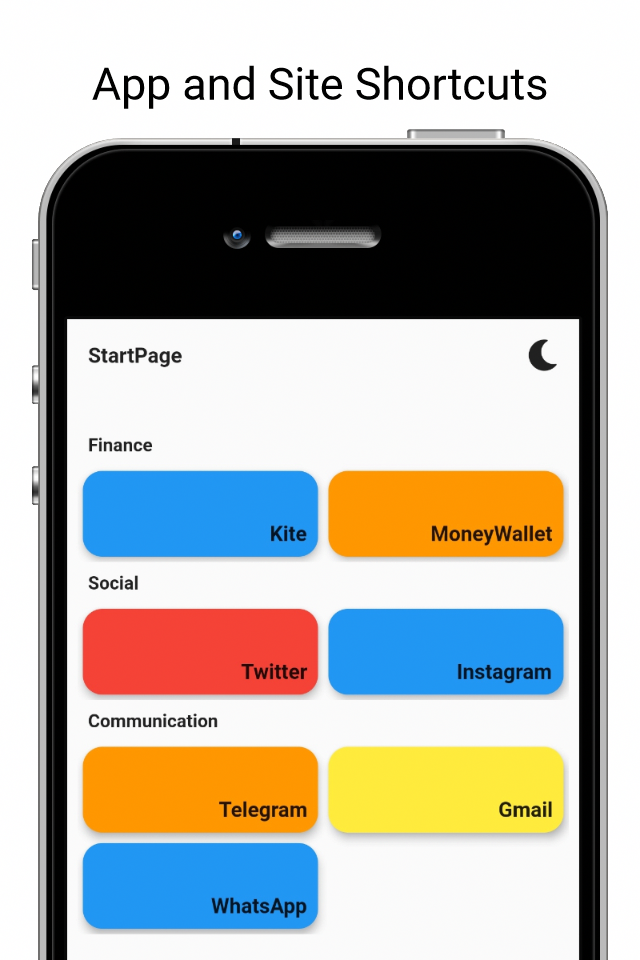 App and Site Shortcuts
StartPage
Finance
Kite
MoneyWallet
Social
Twitter
Instagram
Communication
Telegram
Gmail
WhatsApp